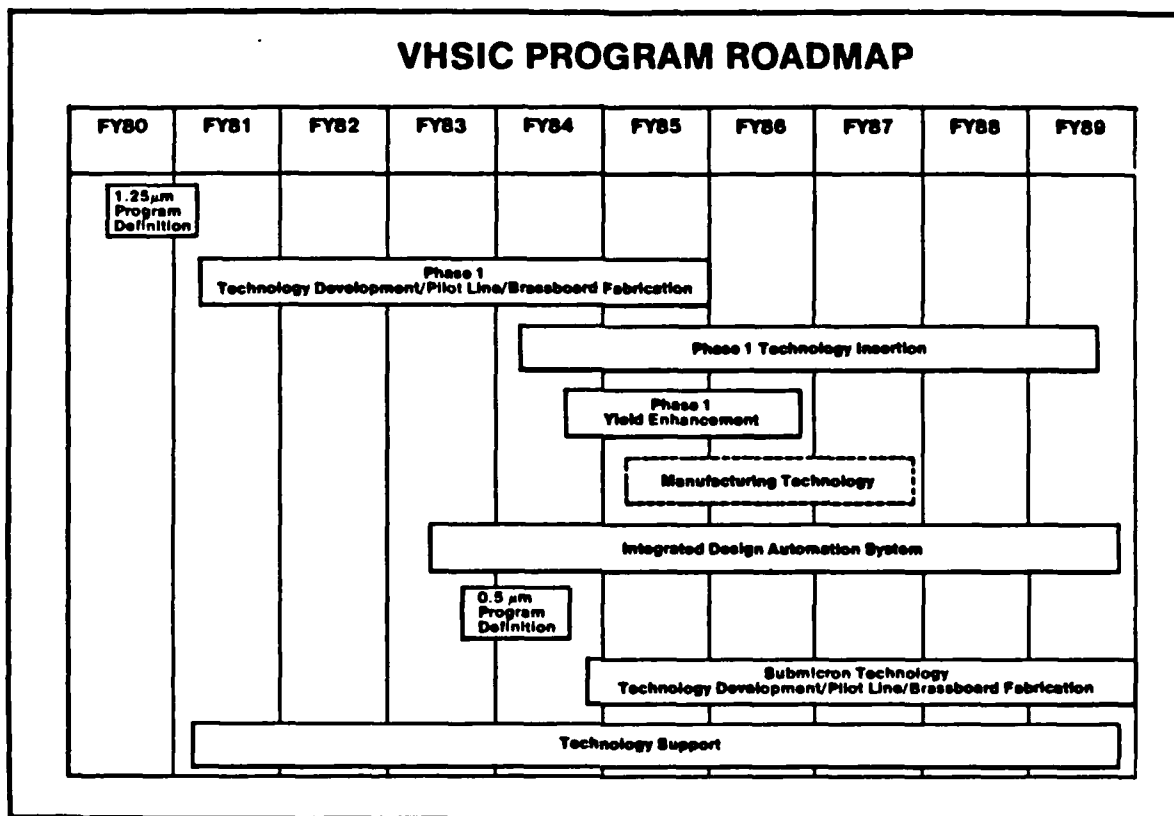 VHSIC PROGRAM ROADMAP
FY80 FY81 FY82 FY83 FY84 FY85 FY86 FY87 FY88 FY89
1.25μm
Program
Definition
Phase 1
Technology Development/Pilot Line/Brassboard Fabrication
Phase 1 Technology Insertion
Phase 1
Yield Enhancement
Manufacturing Technology
Integrated Design Automation System
0.5 μm
Program
Definition
Submicron Technology
Technology Development/Pilot Line/Brassboard Fabrication
Technology Support